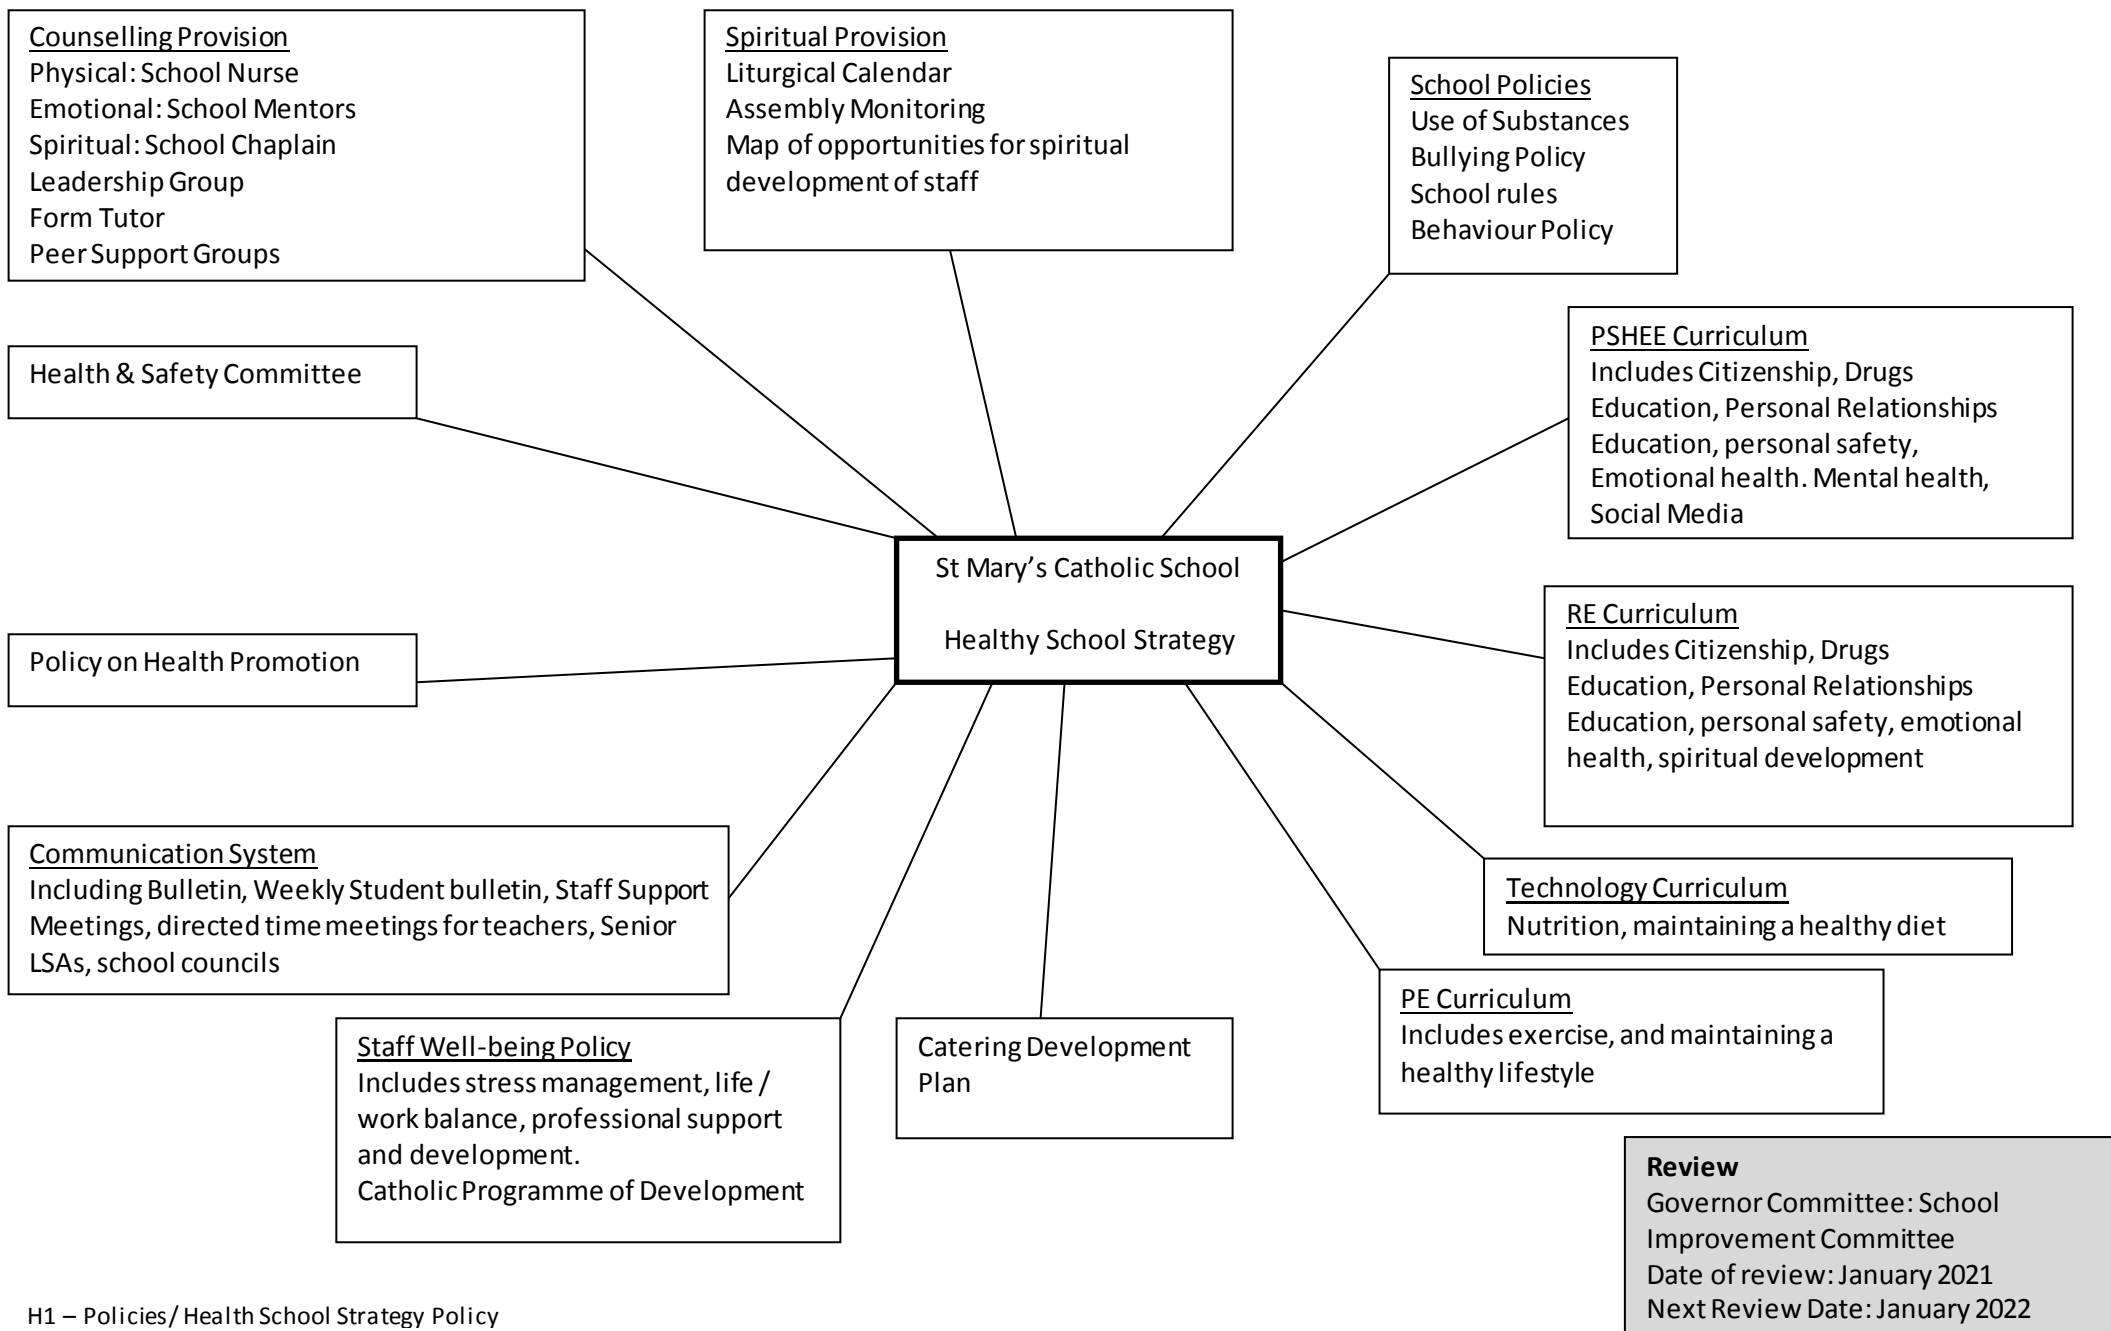 Counselling Provision
Physical: School Nurse
Emotional: School Mentors
Spiritual: School Chaplain
Leadership Group
Form Tutor
Peer Support Groups
Spiritual Provision
Liturgical Calendar
Assembly Monitoring
Map of opportunities for spiritual
development of staff
School Policies
Use of Substances
Bullying Policy
School rules
Behaviour Policy
Health & Safety Committee
PSHEE Curriculum
Includes Citizenship, Drugs
Education, Personal Relationships
Education, personal safety,
Emotional health. Mental health,
Social Media
St Mary’s Catholic School
Healthy School Strategy
Policy on Health Promotion
RE Curriculum
Includes Citizenship, Drugs
Education, Personal Relationships
Education, personal safety, emotional
health, spiritual development
Communication System
Including Bulletin, Weekly Student bulletin, Staff Support
Meetings, directed time meetings for teachers, Senior
LSAs, school councils
Technology Curriculum
Nutrition, maintaining a healthy diet
Staff Well-being Policy
Includes stress management, life /
work balance, professional support
and development.
Catholic Programme of Development
Catering Development
Plan
PE Curriculum
Includes exercise, and maintaining a
healthy lifestyle
Review
Governor Committee: School
Improvement Committee
Date of review: January 2021
Next Review Date: January 2022
H1 – Policies/ Health School Strategy Policy